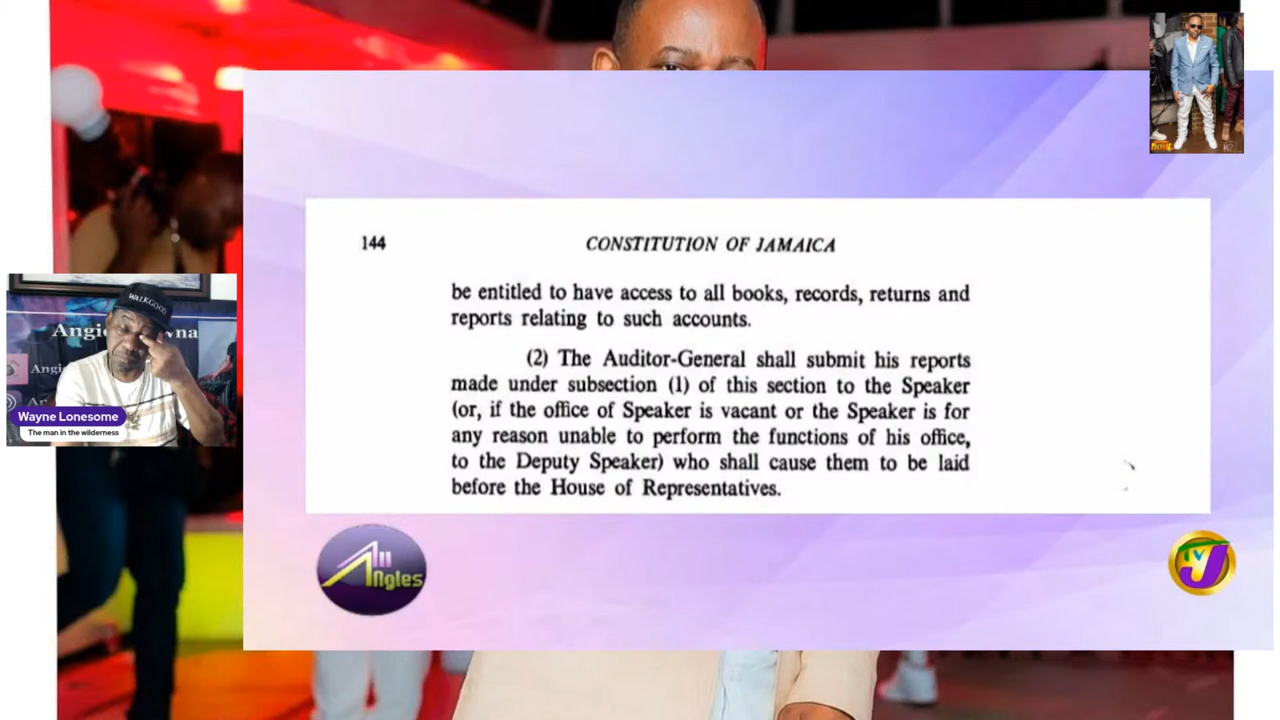 144
CONSTITUTION OF JAMAICA
be entitled to have access to all books, records, returns and
reports relating to such accounts.
(2) The Auditor-General shall submit his reports
made under subsection (1) of this section to the Speaker
(or, if the office of Speaker is vacant or the Speaker is for
any reason unable to perform the functions of his office,
to the Deputy Speaker) who shall cause them to be laid
before the House of Representatives.
All
Angles
TVJ
WALKGOOD
Angie
Angi
Wayne Lonesome
The man in the wilderness